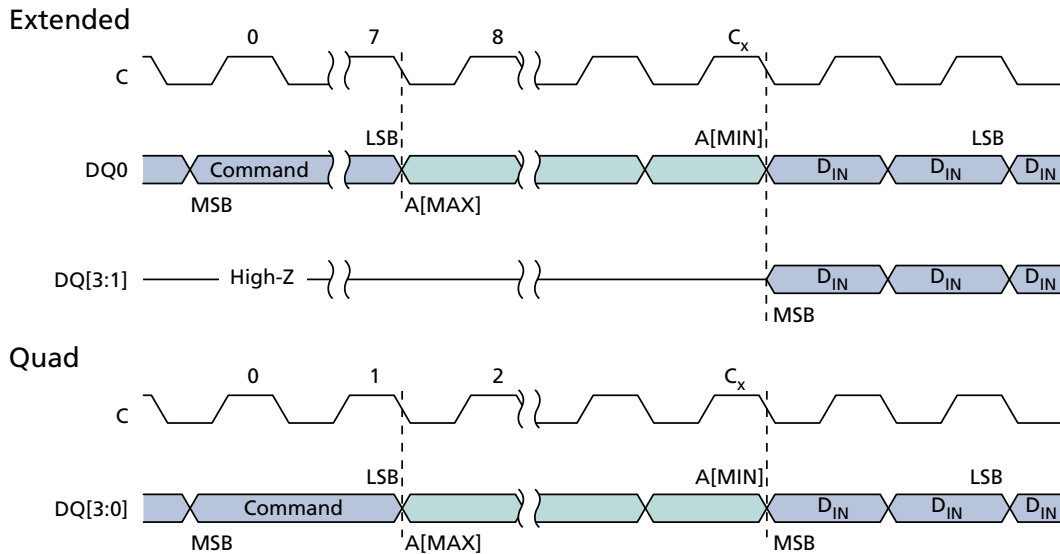 Extended
0 7 8 Cx
C
LSB A[MIN] LSB
DQ0 Command DIN DIN DIN
MSB A[MAX]
DQ[3:1] High-Z DIN DIN DIN
MSB
Quad
0 1 2 Cx
C
LSB A[MIN] LSB
DQ[3:0] Command DIN DIN DIN
MSB A[MAX] MSB